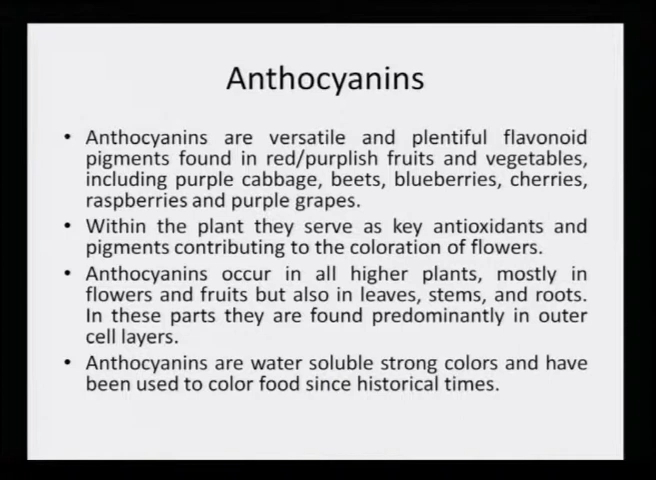 Anthocyanins
• Anthocyanins are versatile and plentiful flavonoid
pigments found in red/purplish fruits and vegetables,
including purple cabbage, beets, blueberries, cherries,
raspberries and purple grapes.
• Within the plant they serve as key antioxidants and
pigments contributing to the coloration of flowers.
• Anthocyanins occur in all higher plants, mostly in
flowers and fruits but also in leaves, stems, and roots.
In these parts they are found predominantly in outer
cell layers.
• Anthocyanins are water soluble strong colors and have
been used to color food since historical times.